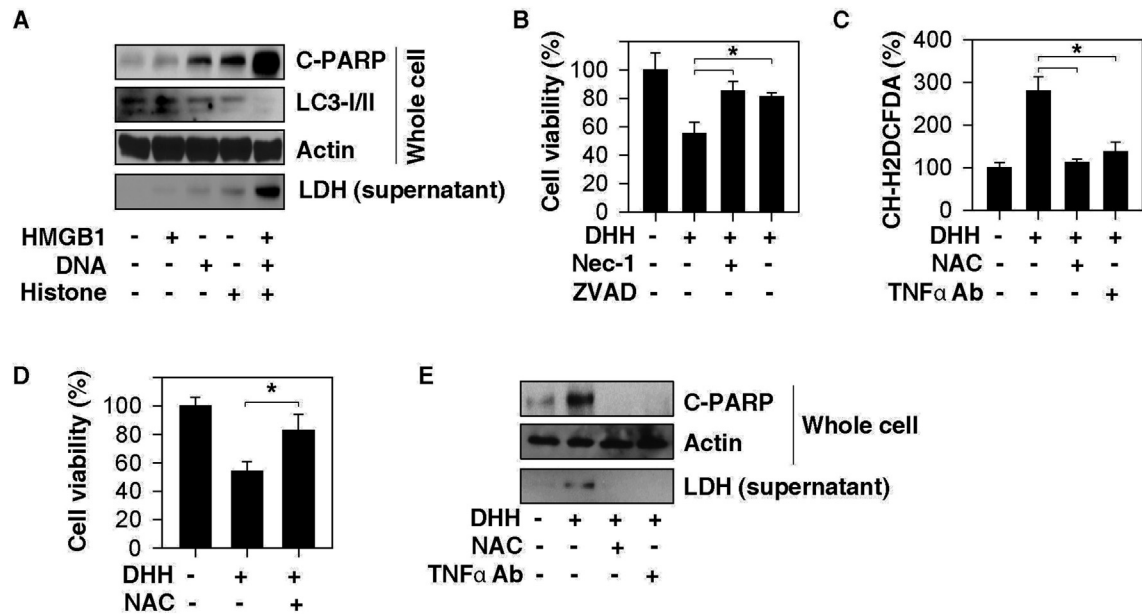 A
C-PARP
LC3-I/II
Actin
LDH (supernatant)
Whole cell
HMGB1 - + - - +
DNA - - + - +
Histone - - - + +
B
Cell viability (%)
100
80
60
40
20
0
*
DHH - + + +
Nec-1 - - + -
ZVAD - - - -
C
CH-H2DCFDA (%)
400
300
200
100
0
*
DHH - + + +
NAC - - + -
TNFα Ab - - - +
D
Cell viability (%)
100
80
60
40
20
0
*
DHH - + +
NAC - - +
E
C-PARP
Actin
LDH (supernatant)
Whole cell
DHH - + + +
NAC - - + -
TNFα Ab - - - +